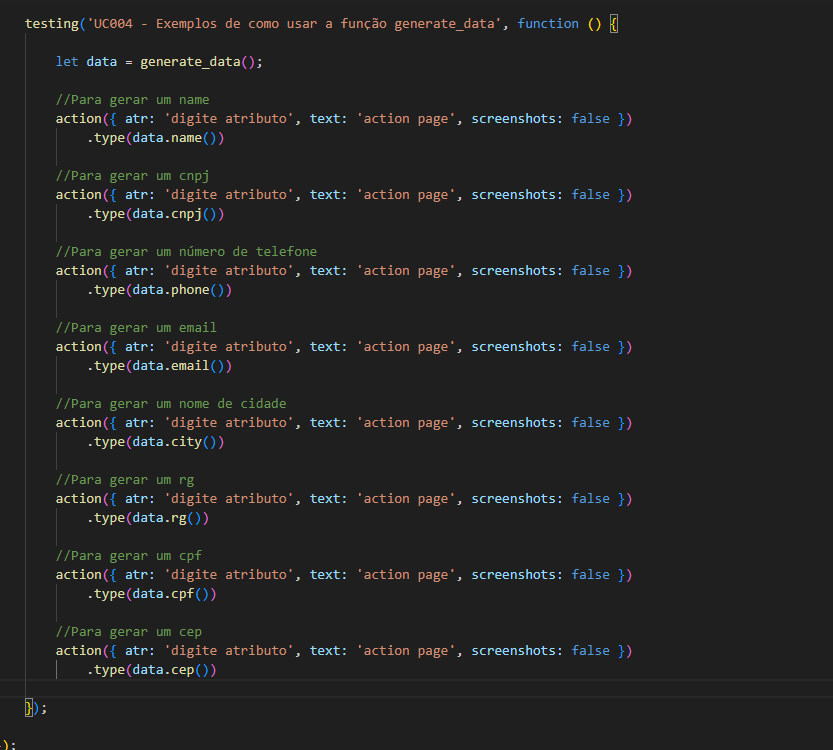 testing('UC004 - Exemplos de como usar a função generate_data', function () {
let data = generate_data();
//Para gerar um name
action({ atr: 'digite atributo', text: 'action page', screenshots: false })
.type(data.name())
//Para gerar um cnpj
action({ atr: 'digite atributo', text: 'action page', screenshots: false })
.type(data.cnpj())
//Para gerar um número de telefone
action({ atr: 'digite atributo', text: 'action page', screenshots: false })
.type(data.phone())
//Para gerar um email
action({ atr: 'digite atributo', text: 'action page', screenshots: false })
.type(data.email())
//Para gerar um nome de cidade
action({ atr: 'digite atributo', text: 'action page', screenshots: false })
.type(data.city())
//Para gerar um rg
action({ atr: 'digite atributo', text: 'action page', screenshots: false })
.type(data.rg())
//Para gerar um cpf
action({ atr: 'digite atributo', text: 'action page', screenshots: false })
.type(data.cpf())
//Para gerar um cep
action({ atr: 'digite atributo', text: 'action page', screenshots: false })
.type(data.cep())
});
);